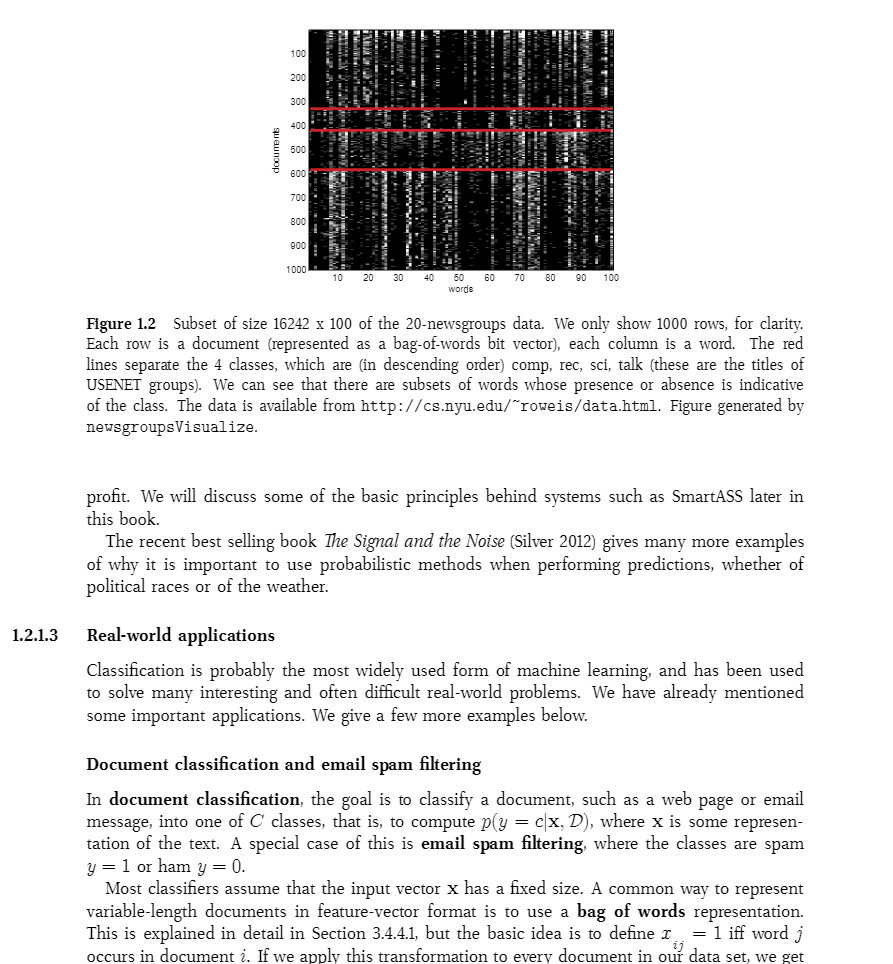 100
200
300
400
500
600
700
800
900
1000
documents
10 20 30 40 50 60 70 80 90 100
words
Figure 1.2 Subset of size 16242 x 100 of the 20-newsgroups data. We only show 1000 rows, for clarity.
Each row is a document (represented as a bag-of-words bit vector), each column is a word. The red
lines separate the 4 classes, which are (in descending order) comp, rec, sci, talk (these are the titles of
USENET groups). We can see that there are subsets of words whose presence or absence is indicative
of the class. The data is available from http://cs.nyu.edu/~roweis/data.html. Figure generated by
newsgroupsVisualize.
profit. We will discuss some of the basic principles behind systems such as SmartASS later in
this book.
The recent best selling book The Signal and the Noise (Silver 2012) gives many more examples
of why it is important to use probabilistic methods when performing predictions, whether of
political races or of the weather.
1.2.1.3 Real-world applications
Classification is probably the most widely used form of machine learning, and has been used
to solve many interesting and often difficult real-world problems. We have already mentioned
some important applications. We give a few more examples below.
Document classification and email spam filtering
In document classification, the goal is to classify a document, such as a web page or email
message, into one of C classes, that is, to compute p(y = c|x, D), where x is some represen-
tation of the text. A special case of this is email spam filtering, where the classes are spam
y = 1 or ham y = 0.
Most classifiers assume that the input vector x has a fixed size. A common way to represent
variable-length documents in feature-vector format is to use a bag of words representation.
This is explained in detail in Section 3.4.4.1, but the basic idea is to define x_ij = 1 iff word j
occurs in document i. If we apply this transformation to every document in our data set, we get